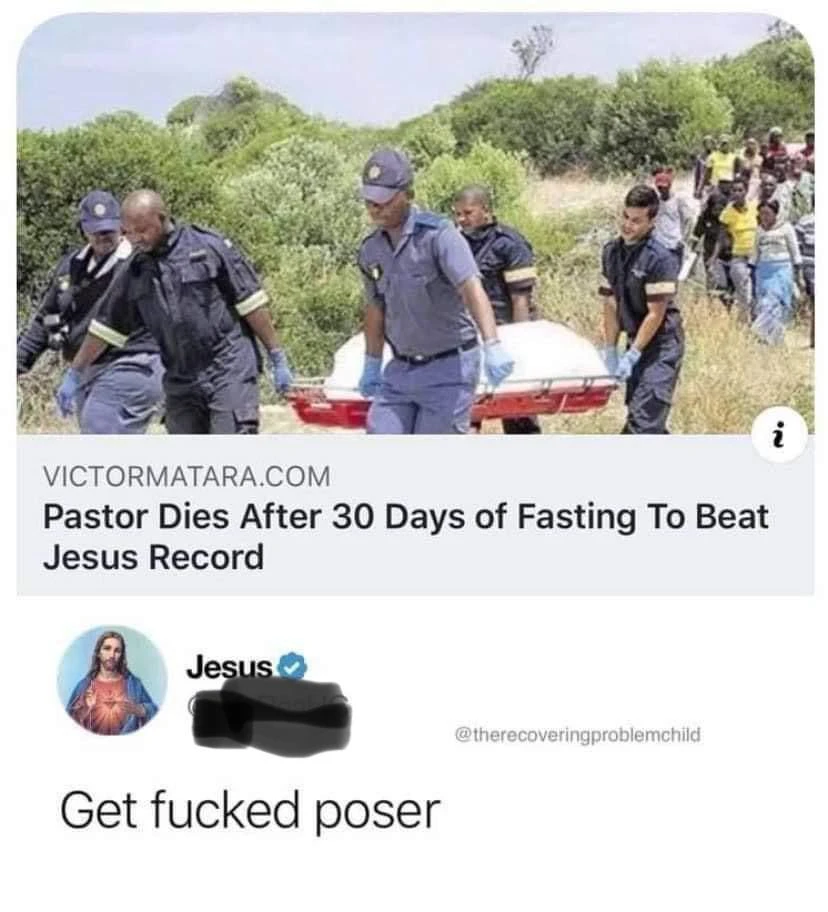 i
VICTORMATARA.COM
Pastor Dies After 30 Days of Fasting To Beat
Jesus Record
Jesus
@therecoveringproblemchild
Get fucked poser